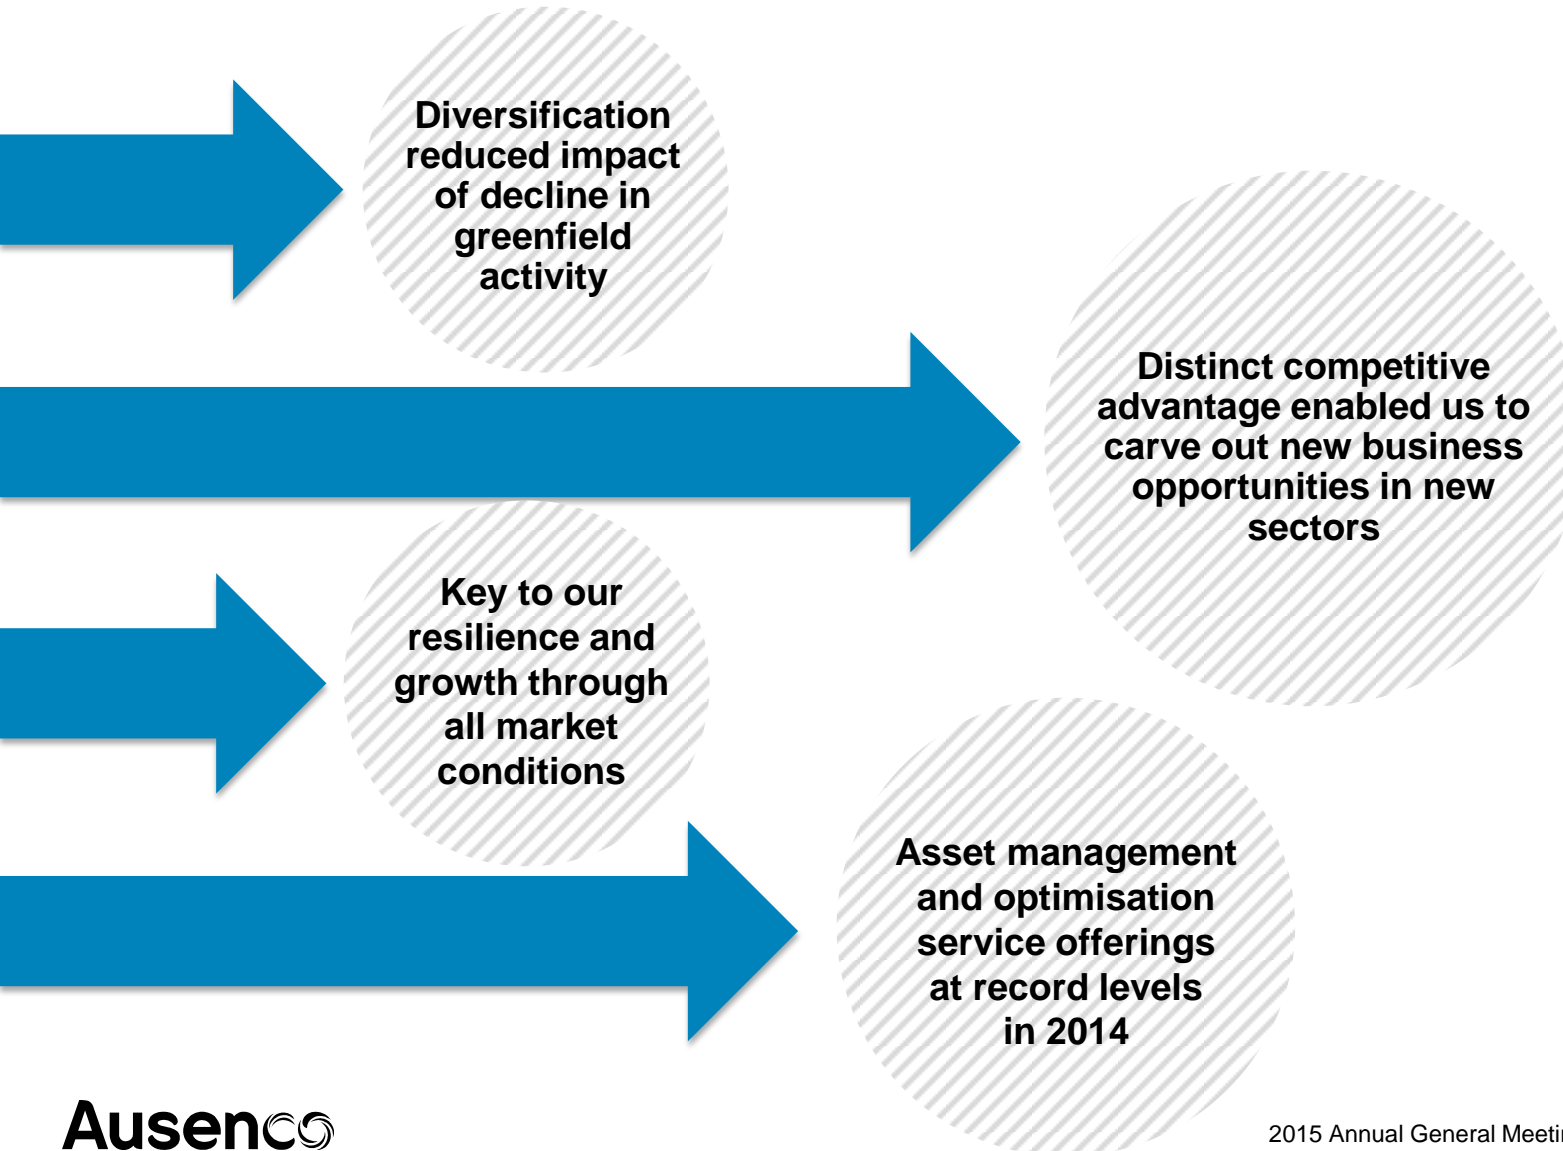 Diversification
reduced impact
of decline in
greenfield
activity
Distinct competitive
advantage enabled us to
carve out new business
opportunities in new
sectors
Key to our
resilience and
growth through
all market
conditions
Asset management
and optimisation
service offerings
at record levels
in 2014
Ausenco
2015 Annual General Meetin